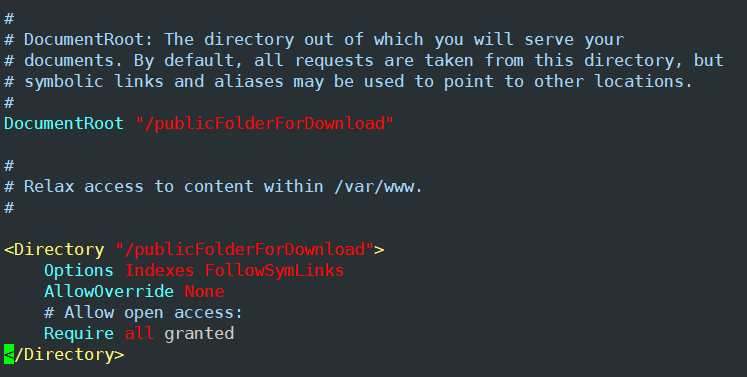 #
# DocumentRoot: The directory out of which you will serve your
# documents. By default, all requests are taken from this directory, but
# symbolic links and aliases may be used to point to other locations.
#
DocumentRoot "/publicFolderForDownload"
#
# Relax access to content within /var/www.
#
<Directory "/publicFolderForDownload">
    Options Indexes FollowSymLinks
    AllowOverride None
    # Allow open access:
    Require all granted
</Directory>